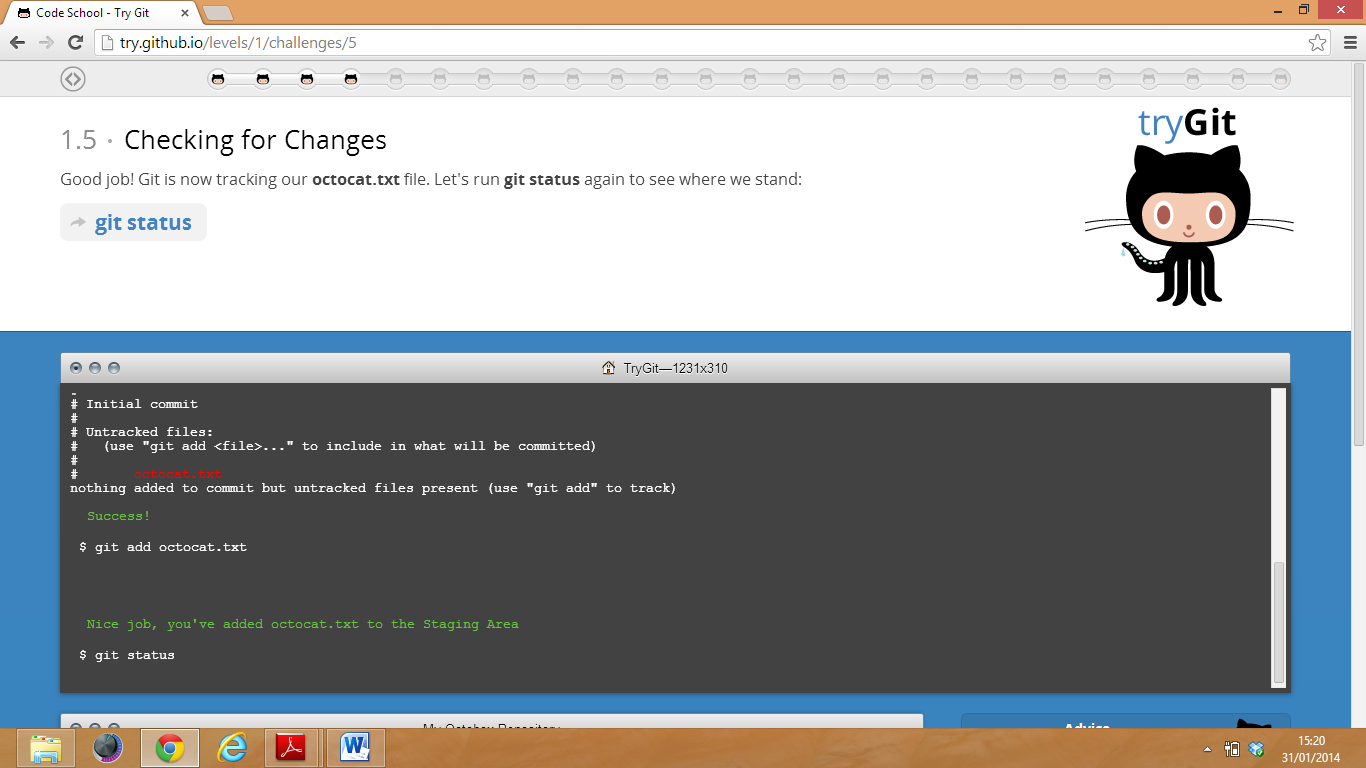 Code School - Try Git
try.github.io/levels/1/challenges/5
tryGit
1.5 · Checking for Changes
Good job! Git is now tracking our octocat.txt file. Let's run git status again to see where we stand:
git status
TryGit—1231x310
# Initial commit
#
# Untracked files:
#   (use "git add <file>..." to include in what will be committed)
#
#       octocat.txt
nothing added to commit but untracked files present (use "git add" to track)
Success!
$ git add octocat.txt
Nice job, you've added octocat.txt to the Staging Area
$ git status
My Octobox Repository
Advice
15:20
31/01/2014